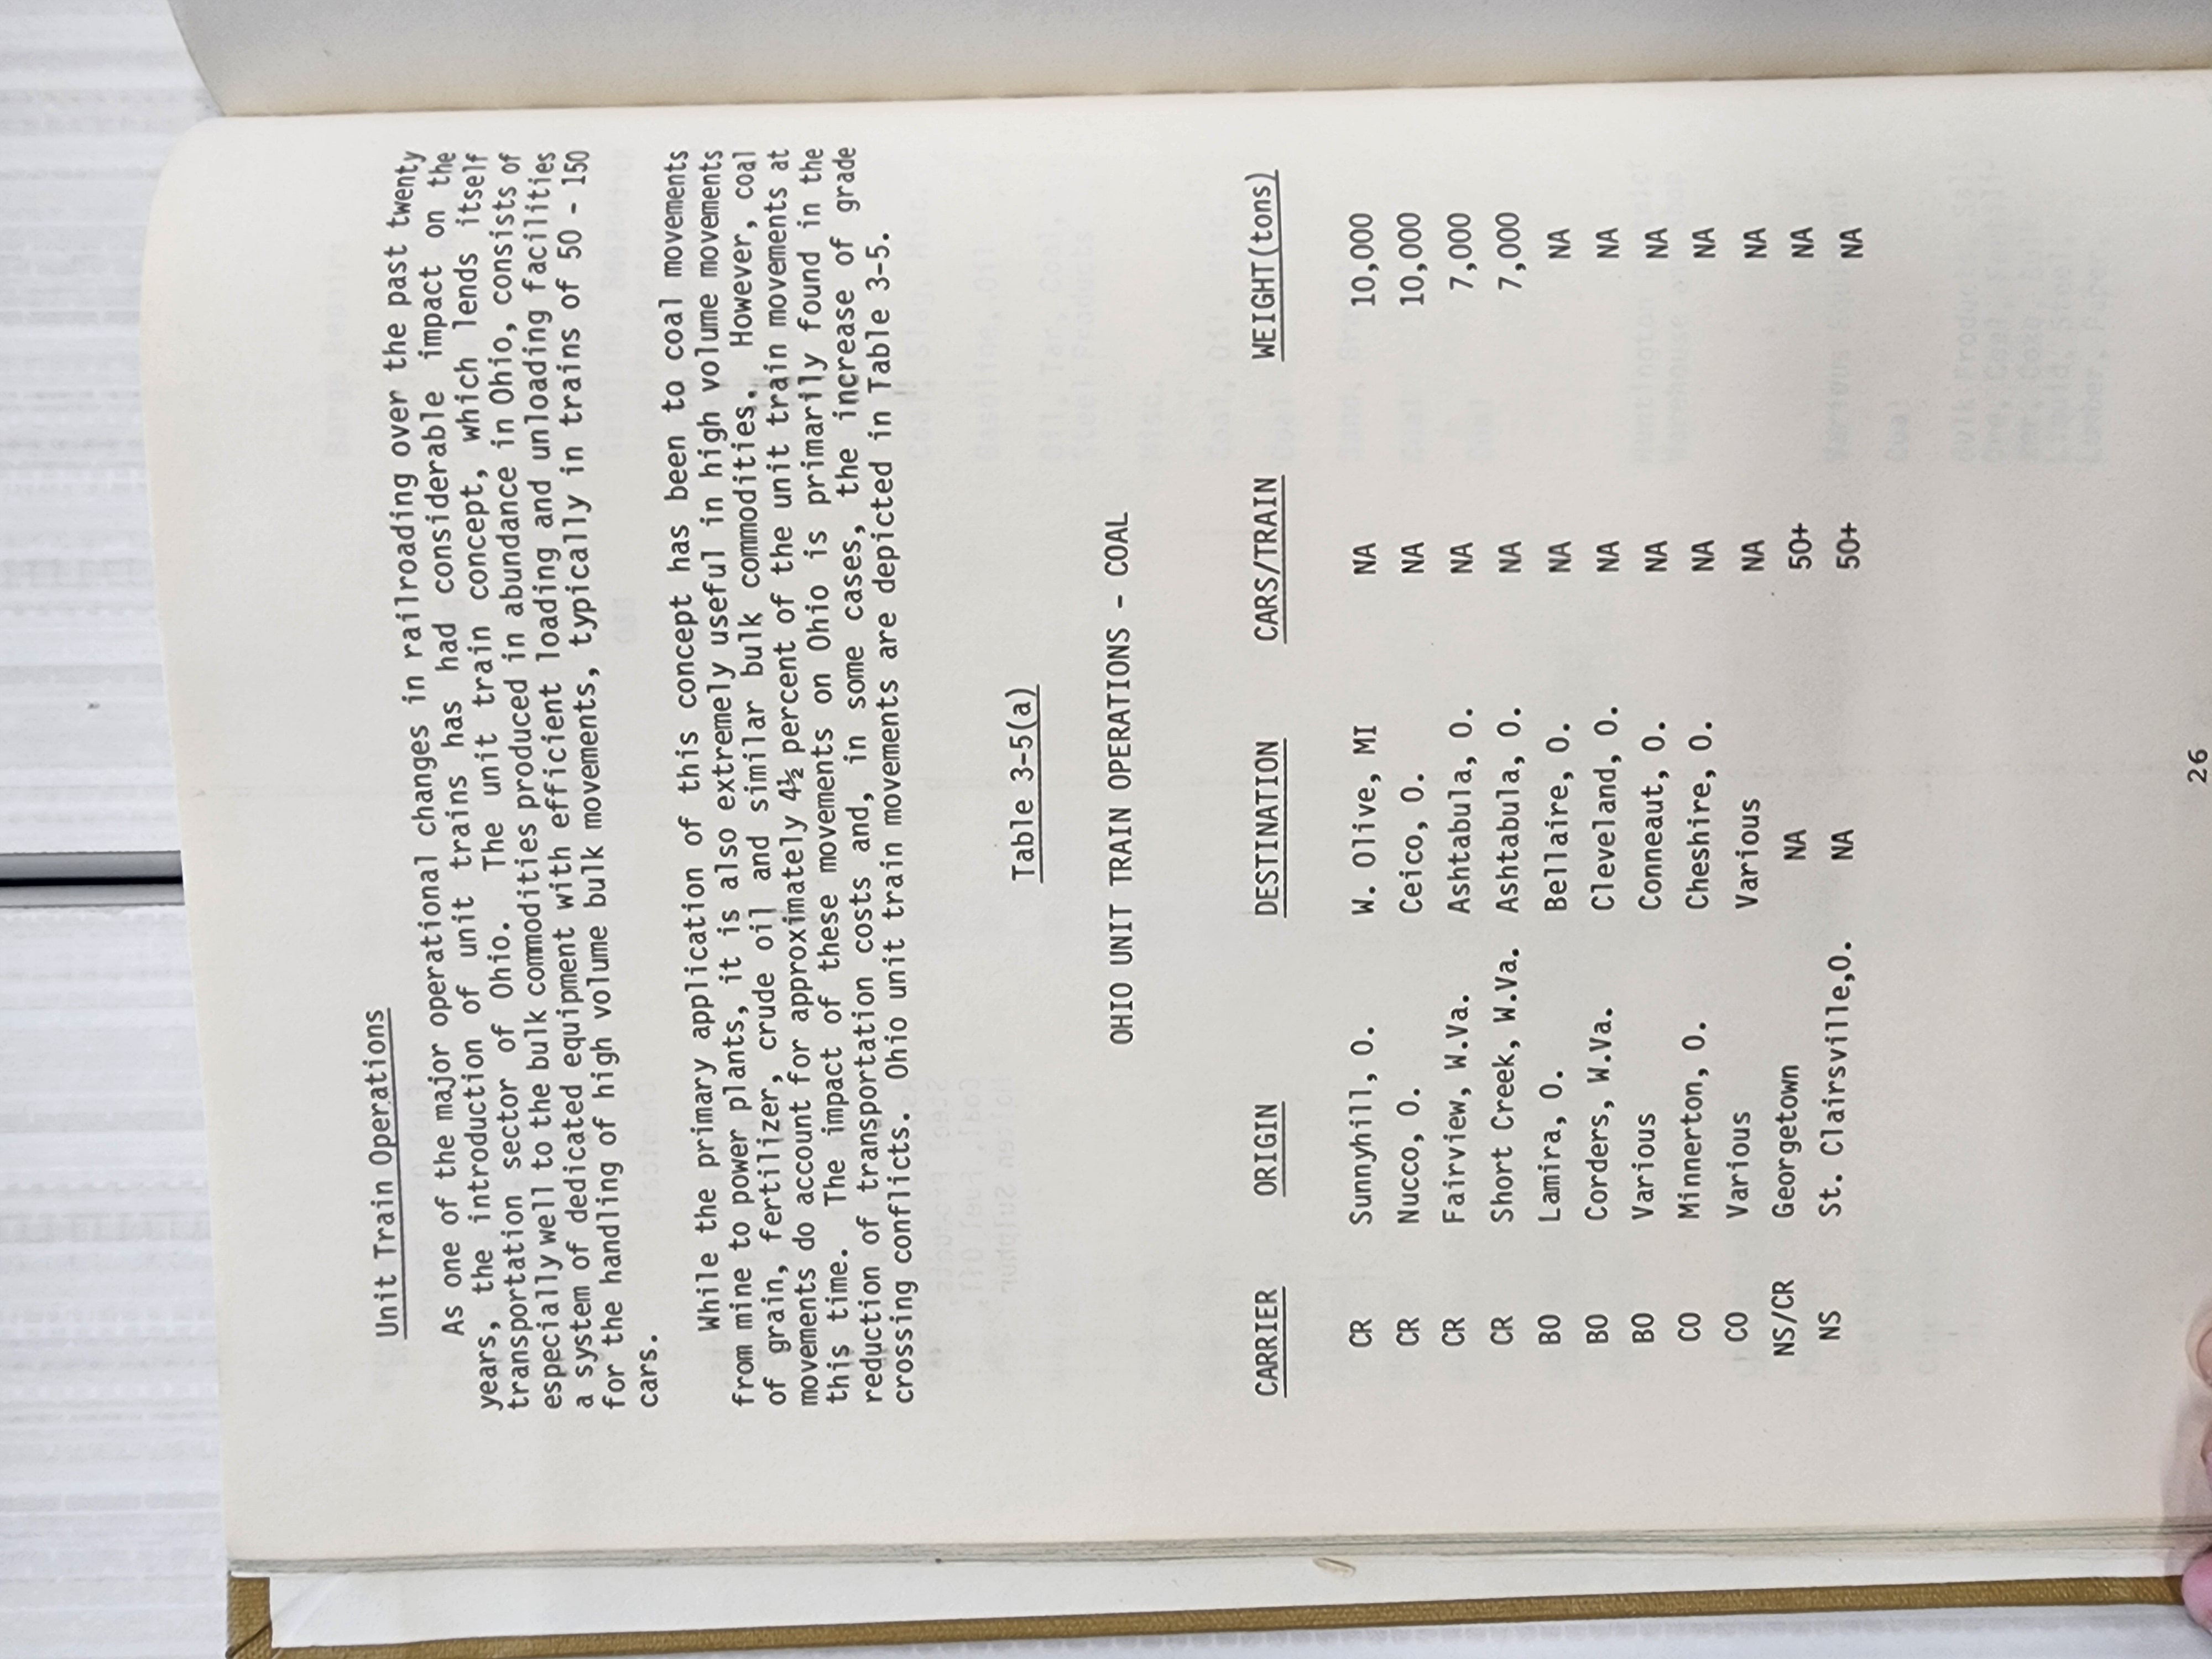 Unit Train Operations
As one of the major operational changes in railroading over the past twenty
years, the introduction of unit trains has had considerable impact on the
transportation sector of Ohio. The unit train concept, which lends itself
especially well to the bulk commodities produced in abundance in Ohio, consists of
a system of dedicated equipment with efficient loading and unloading facilities
for the handling of high volume bulk movements, typically in trains of 50 - 150
cars.
While the primary application of this concept has been to coal movements
from mine to power plants, it is also extremely useful in high volume movements
of grain, fertilizer, crude oil and similar bulk commodities. However, coal
movements do account for approximately 4½ percent of the unit train movements at
this time. The impact of these movements on Ohio is primarily found in the
reduction of transportation costs and, in some cases, the increase of grade
crossing conflicts. Ohio unit train movements are depicted in Table 3-5.
Table 3-5(a)
OHIO UNIT TRAIN OPERATIONS - COAL
CARRIER ORIGIN DESTINATION CARS/TRAIN WEIGHT(tons)
CR Sunnyhill, O. W. Olive, MI NA 10,000
CR Nucco, O. Ceico, O. NA 10,000
CR Fairview, W.Va. Ashtabula, O. NA 7,000
CR Short Creek, W.Va. Ashtabula, O. NA 7,000
BO Lamira, O. Bellaire, O. NA NA
BO Corders, W.Va. Cleveland, O. NA NA
BO Various Conneaut, O. NA NA
CO Minnerton, O. Cheshire, O. NA NA
CO Various Various NA NA
NS/CR Georgetown NA 50+ NA
NS St. Clairsville,O. NA 50+ NA
26